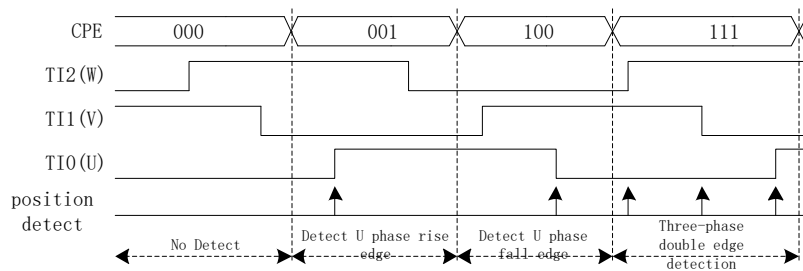 CPE 000 001 100 111
TI2(W)
TI1(V)
TI0(U)
position
detect
No Detect
Detect U phase rise
edge
Detect U phase
fall edge
Three-phase
double edge
detection